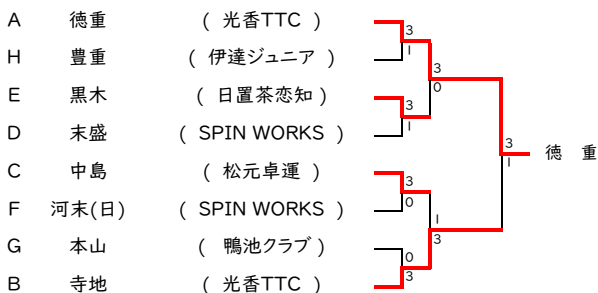 A 徳重 ( 光香TTC ) 3
H 豊重 ( 伊達ジュニア ) 1 3
E 黒木 ( 日置茶恋知 ) 3 0
D 末盛 ( SPIN WORKS ) 1 3 徳 重
C 中島 ( 松元卓運 ) 3 1
F 河末(日) ( SPIN WORKS ) 0 1
G 本山 ( 鴨池クラブ ) 0 3
B 寺地 ( 光香TTC ) 3